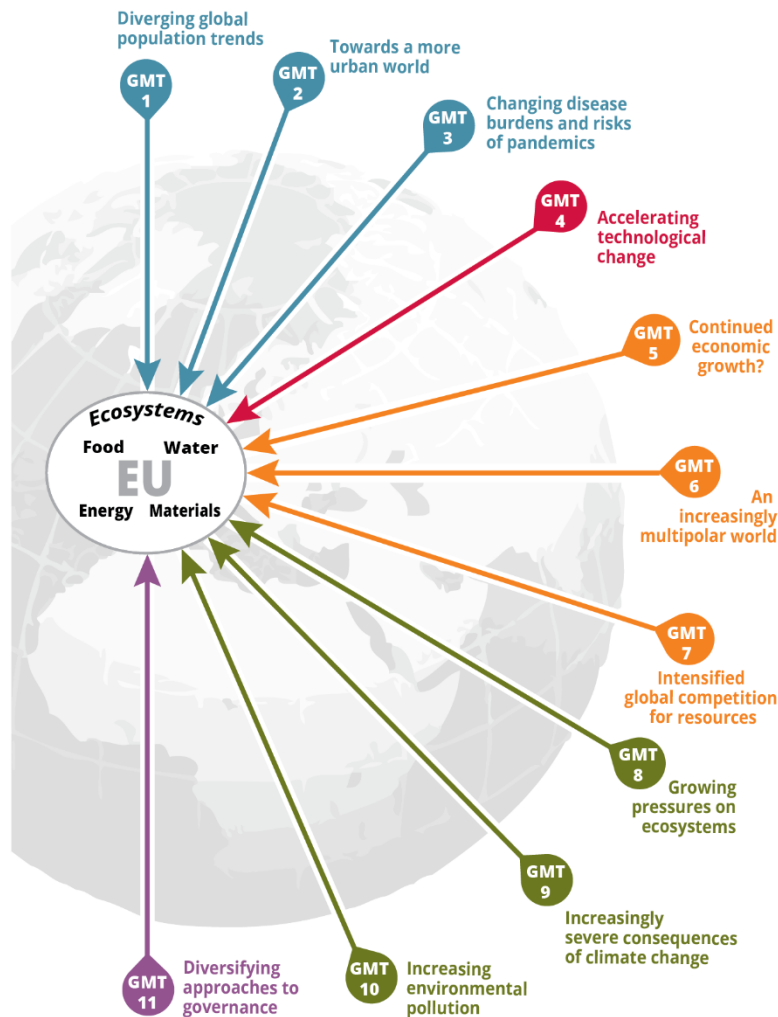 Diverging global
population trends
GMT
1
Towards a more
urban world
GMT
2
Changing disease
burdens and risks
of pandemics
GMT
3
GMT
4
Accelerating
technological
change
GMT
5
Continued
economic
growth?
Ecosystems
Food Water
EU
Energy Materials
GMT
6
An
increasingly
multipolar world
GMT
7
Intensified
global competition
for resources
GMT
8
Growing
pressures on
ecosystems
GMT
9
Increasingly
severe consequences
of climate change
GMT
10
Increasing
environmental
pollution
GMT
11
Diversifying
approaches to
governance